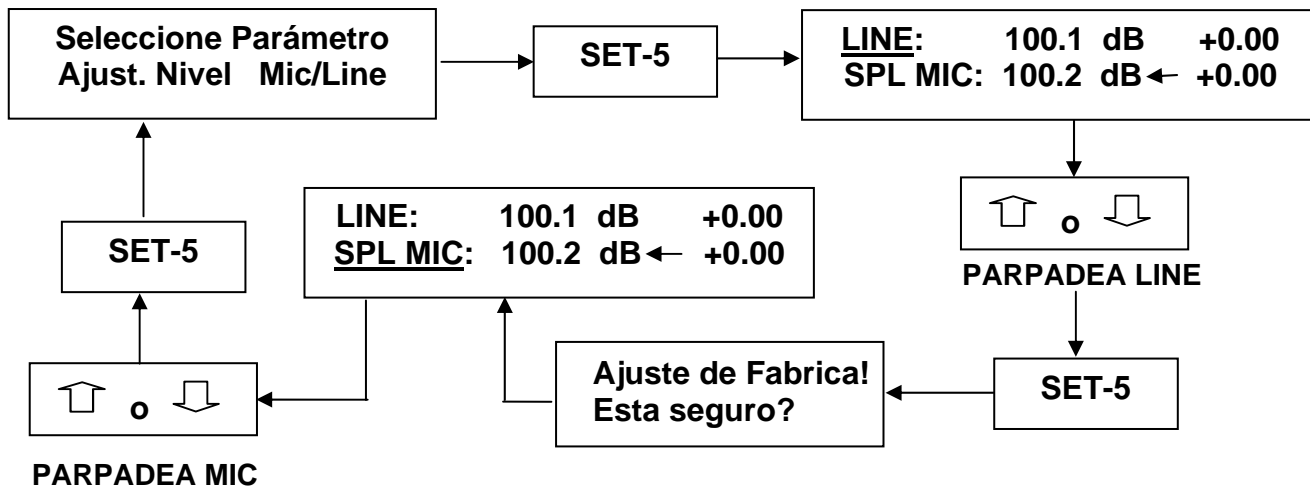 Seleccione Parámetro
Ajust. Nivel Mic/Line
SET-5
LINE: 100.1 dB +0.00
SPL MIC: 100.2 dB ← +0.00
⇧ o ⇩
PARPADEA LINE
SET-5
Ajuste de Fabrica!
Esta seguro?
LINE: 100.1 dB +0.00
SPL MIC: 100.2 dB ← +0.00
⇧ o ⇩
PARPADEA MIC
SET-5